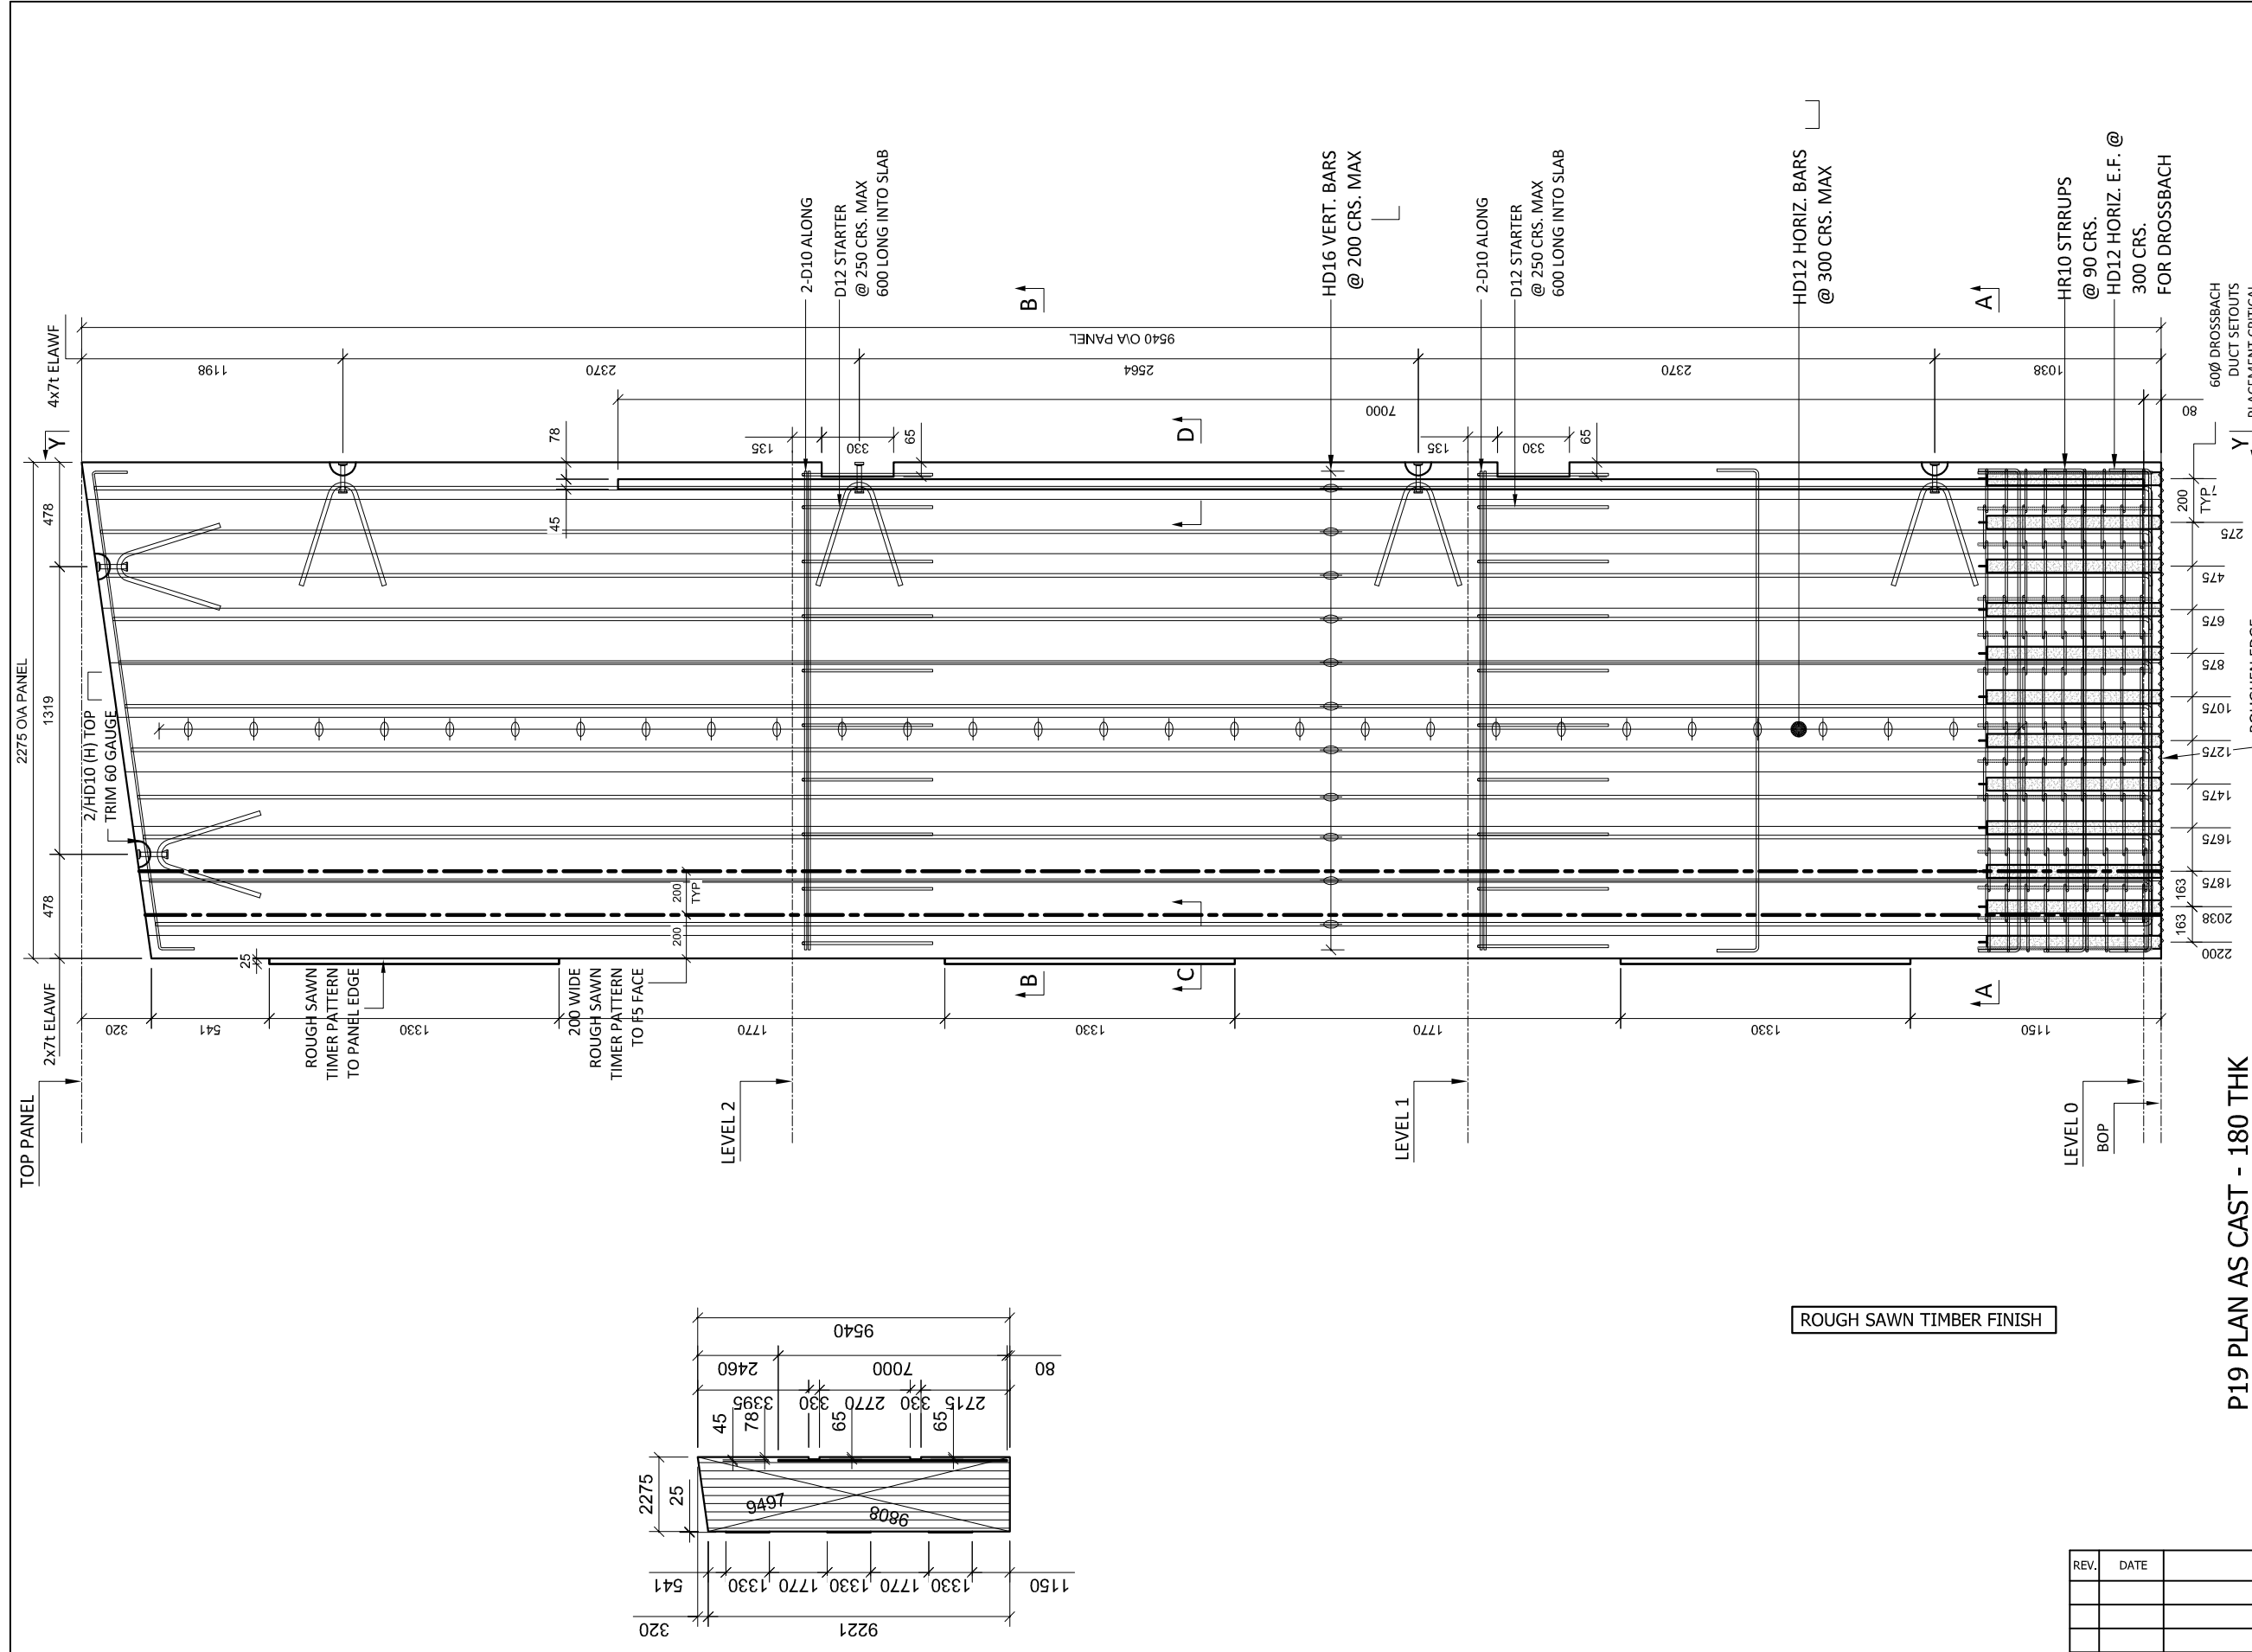 2275 O\A PANEL
478
1319
478
4x7t ELAWF
Y
2x7t ELAWF
2/HD10 (H) TOP
TRIM 60 GAUGE
TOP PANEL
320
541
1330
1770
1330
1770
1330
1150
25
ROUGH SAWN
TIMER PATTERN
TO PANEL EDGE
200 WIDE
ROUGH SAWN
TIMER PATTERN
TO F5 FACE
200
TYP
200
LEVEL 2
LEVEL 1
LEVEL 0
BOP
B
C
A
2-D10 ALONG
D12 STARTER
@ 250 CRS. MAX
600 LONG INTO SLAB
B
HD16 VERT. BARS
@ 200 CRS. MAX
2-D10 ALONG
D12 STARTER
@ 250 CRS. MAX
600 LONG INTO SLAB
HD12 HORIZ. BARS
@ 300 CRS. MAX
A
HR10 STRRUPS
@ 90 CRS.
HD12 HORIZ. E.F. @
300 CRS.
FOR DROSSBACH
9540 O\A PANEL
1198
2370
2564
2370
1038
7000
80
78
45
135
330
65
D
135
330
65
60Ø DROSSBACH
DUCT SETOUTS
Y
200
TYP
275
475
675
875
1075
1275
1475
1675
1875
2038
2200
163
163
P19 PLAN AS CAST - 180 THK
ROUGH SAWN TIMBER FINISH
9540
2460
7000
80
3395
330
2770
330
2715
45
78
65
65
2275
25
9497
9808
541
1330
1770
1330
1770
1330
1150
320
9221
REV.
DATE